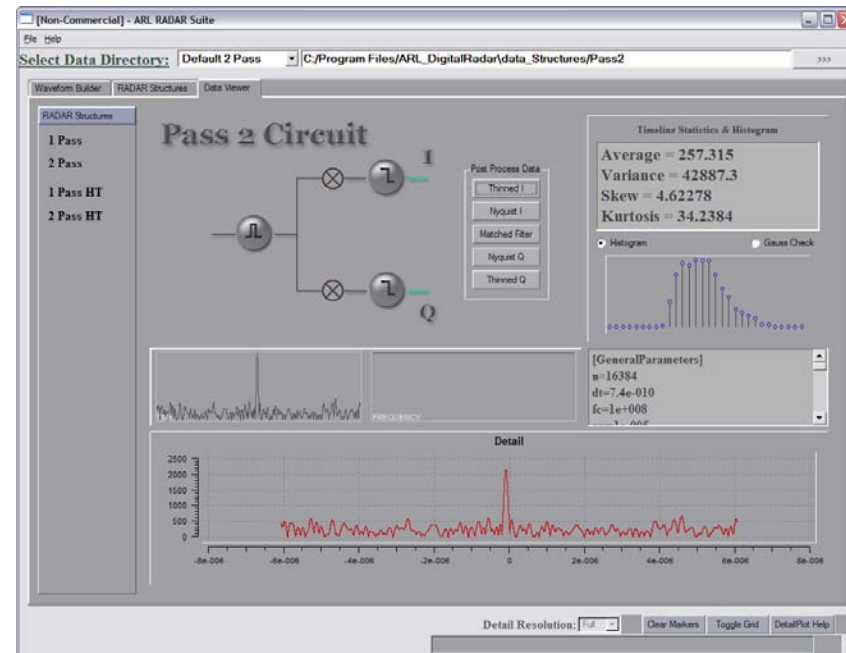 [Non-Commercial] - ARL RADAR Suite
File Help
Select Data Directory: Default 2 Pass C:/Program Files/ARL_DigitalRadar\data_Structures/Pass2 >>>
Waveform Builder RADAR Structures Data Viewer
RADAR Structures
1 Pass
2 Pass
1 Pass HT
2 Pass HT
Pass 2 Circuit
I
Q
Post Process Data
Thinned I
Nyquist I
Matched Filter
Nyquist Q
Thinned Q
Timeline Statistics & Histogram
Average = 257.315
Variance = 42887.3
Skew = 4.62278
Kurtosis = 34.2384
Histogram Gauss Check
FREQUENCY
[GeneralParameters]
n=16384
dt=7.4e-010
fc=1e+008
Detail
2500
2000
1500
1000
500
0
-8e-006 -6e-006 -4e-006 -2e-006 0 2e-006 4e-006 6e-006 8e-006
Detail Resolution: Full Clear Markers Toggle Grid DetailPlot Help